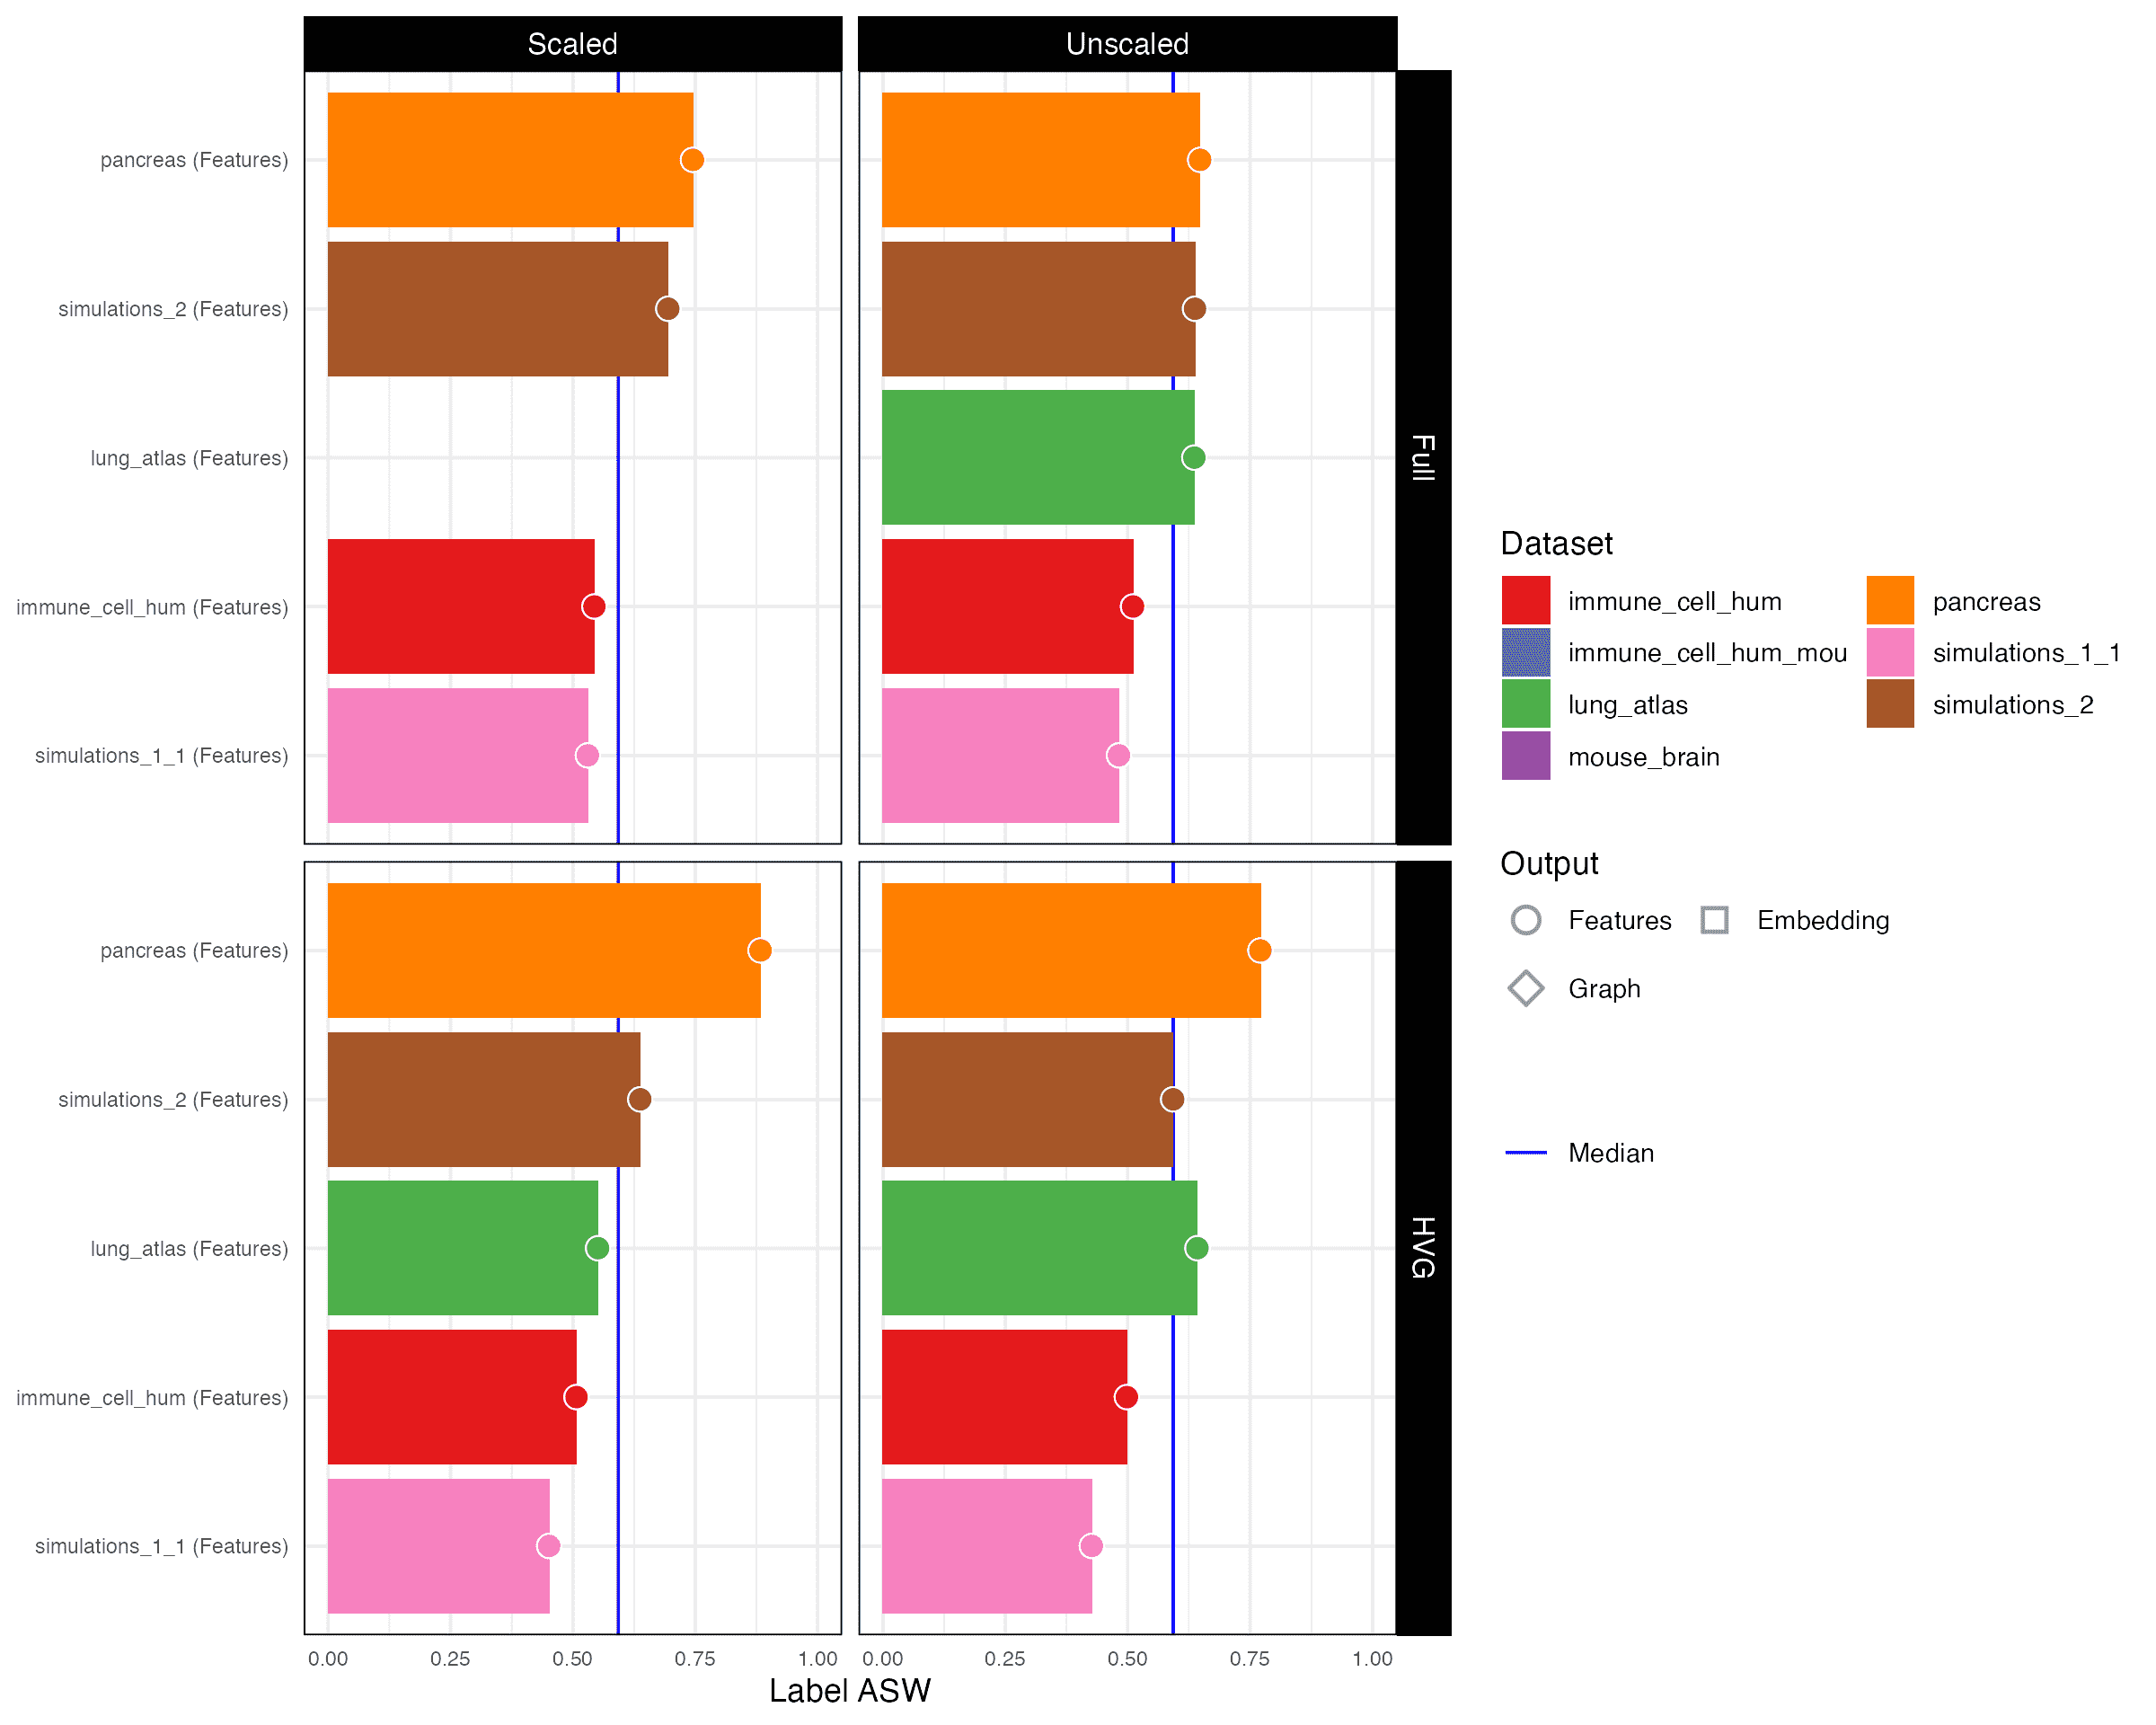 Scaled
Unscaled
pancreas (Features)
simulations_2 (Features)
lung_atlas (Features)
immune_cell_hum (Features)
simulations_1_1 (Features)
Full
pancreas (Features)
simulations_2 (Features)
lung_atlas (Features)
immune_cell_hum (Features)
simulations_1_1 (Features)
HVG
0.00 0.25 0.50 0.75 1.00
0.00 0.25 0.50 0.75 1.00
Label ASW
Dataset
immune_cell_hum
pancreas
immune_cell_hum_mou
simulations_1_1
lung_atlas
simulations_2
mouse_brain
Output
Features
Embedding
Graph
Median